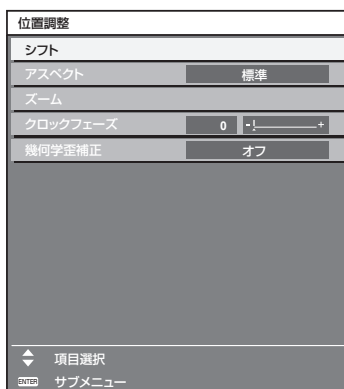 位置調整
シフト
アスペクト 標準
ズーム
クロックフェーズ 0 - +
幾何学歪補正 オフ
項目選択
ENTER サブメニュー